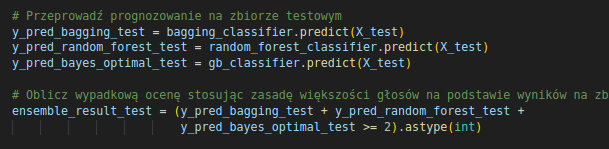 # Przeprowadź prognozowanie na zbiorze testowym
y_pred_bagging_test = bagging_classifier.predict(X_test)
y_pred_random_forest_test = random_forest_classifier.predict(X_test)
y_pred_bayes_optimal_test = gb_classifier.predict(X_test)
# Oblicz wypadkową ocenę stosując zasadę większości głosów na podstawie wyników na zb
ensemble_result_test = (y_pred_bagging_test + y_pred_random_forest_test +
y_pred_bayes_optimal_test >= 2).astype(int)